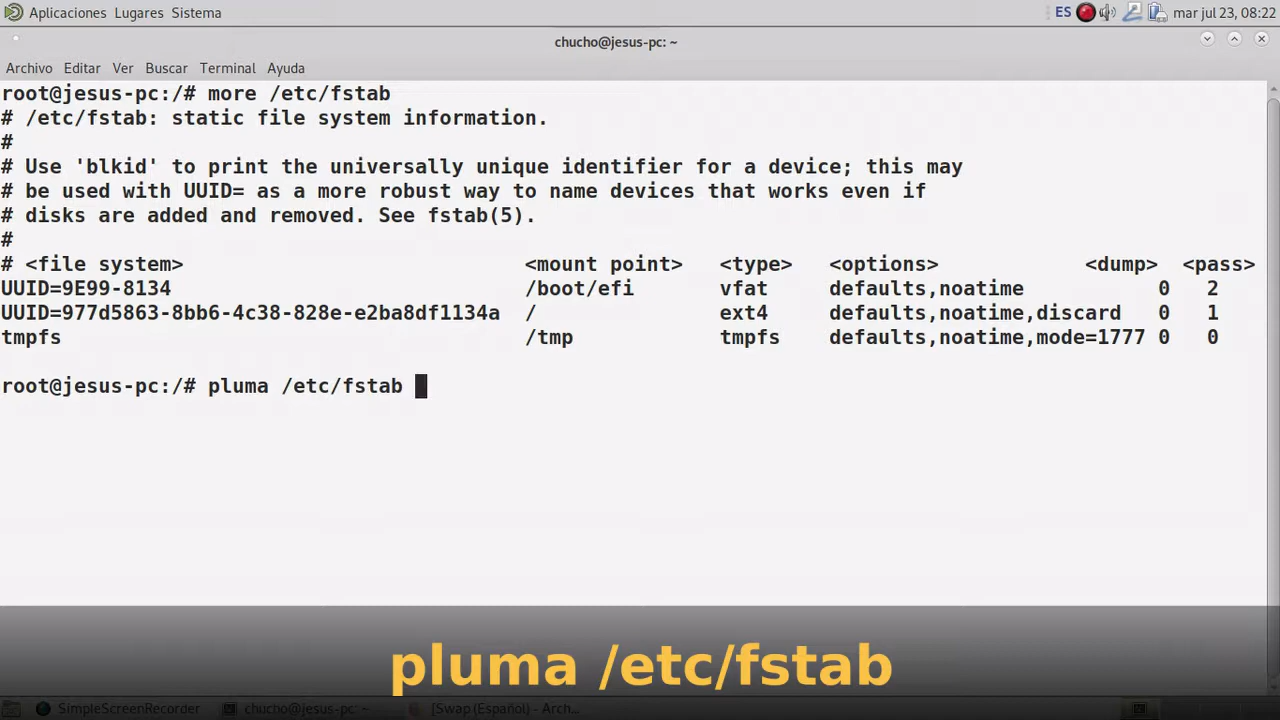 Aplicaciones Lugares Sistema ES mar jul 23, 08:22
chucho@jesus-pc: ~
Archivo Editar Ver Buscar Terminal Ayuda
root@jesus-pc:/# more /etc/fstab
# /etc/fstab: static file system information.
#
# Use 'blkid' to print the universally unique identifier for a device; this may
# be used with UUID= as a more robust way to name devices that works even if
# disks are added and removed. See fstab(5).
#
# <file system> <mount point> <type> <options> <dump> <pass>
UUID=9E99-8134 /boot/efi vfat defaults,noatime 0 2
UUID=977d5863-8bb6-4c38-828e-e2ba8df1134a / ext4 defaults,noatime,discard 0 1
tmpfs /tmp tmpfs defaults,noatime,mode=1777 0 0
root@jesus-pc:/# pluma /etc/fstab
pluma /etc/fstab
SimpleScreenRecorder chucho@jesus-pc: ~ [Swap (Español) - Arch...